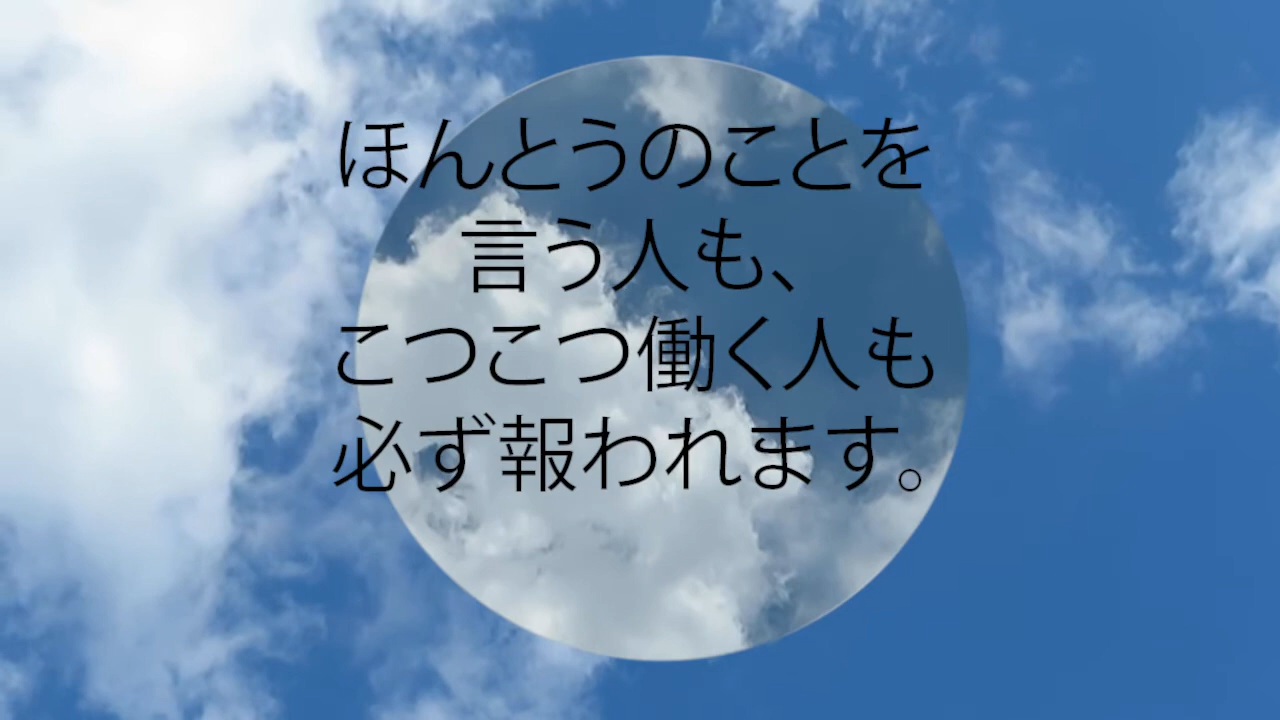 ほんとうのことを
言う人も、
こつこつ働く人も
必ず報われます。